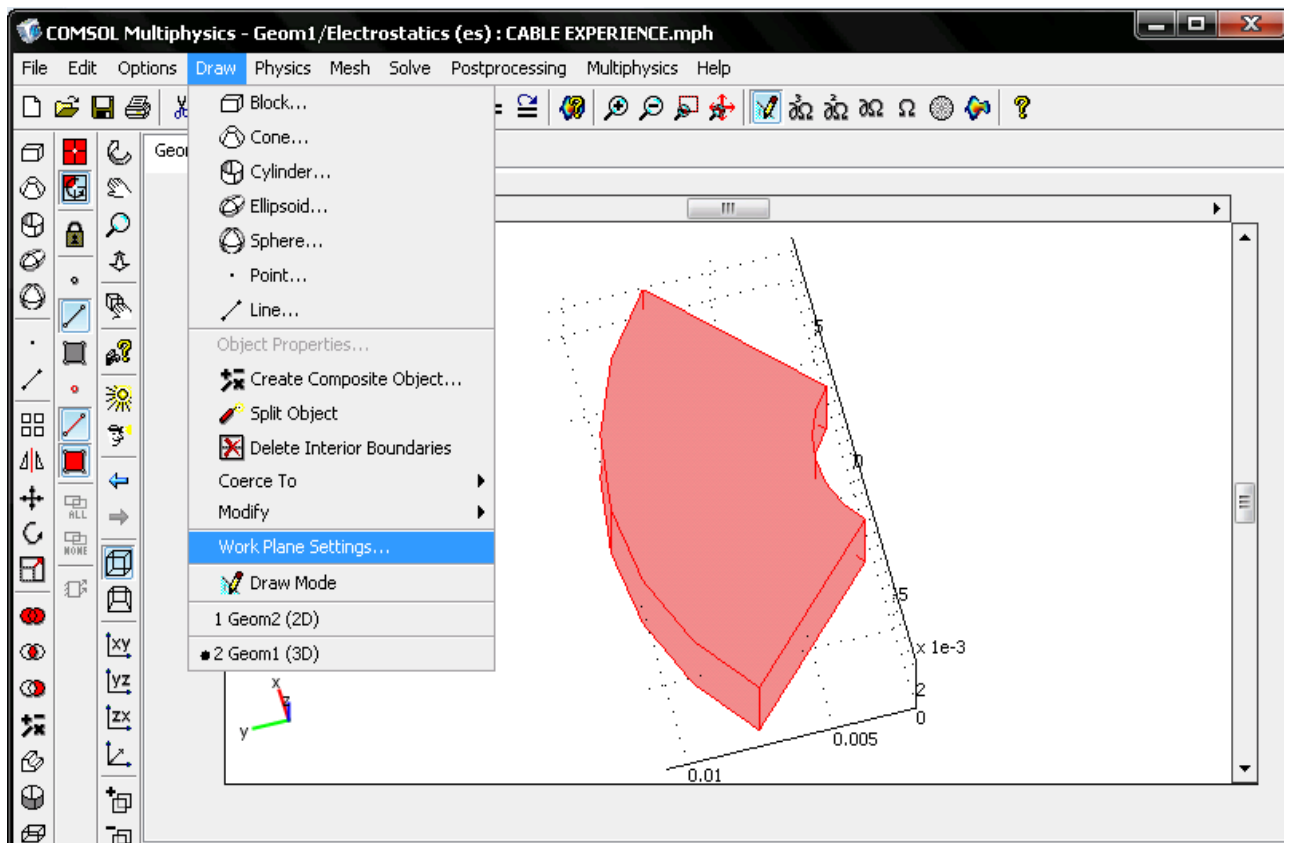 COMSOL Multiphysics - Geom1/Electrostatics (es) : CABLE EXPERIENCE.mph
File Edit Options Draw Physics Mesh Solve Postprocessing Multiphysics Help
Block...
Cone...
Cylinder...
Ellipsoid...
Sphere...
Point...
Line...
Object Properties...
Create Composite Object...
Split Object
Delete Interior Boundaries
Coerce To
Modify
Work Plane Settings...
Draw Mode
1 Geom2 (2D)
2 Geom1 (3D)
Geo
ALL
NONE
xy
yz
zx
5
0
-5
x 1e-3
2
0
0.005
0.01
x
z
y